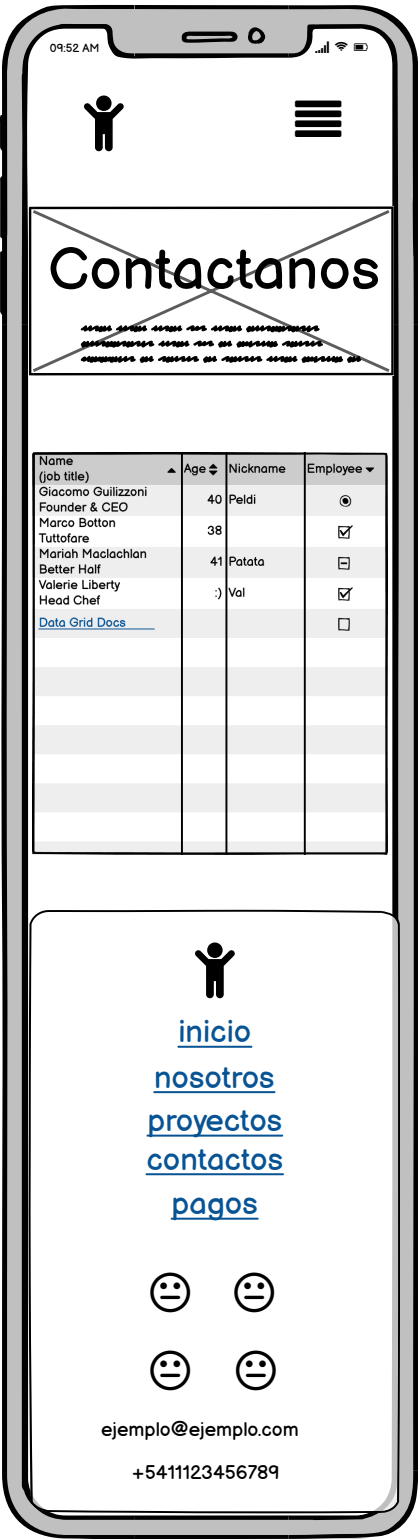 09:52 AM
Contactanos
Name
(job title)
Age
Nickname
Employee
Giacomo Guilizzoni
Founder & CEO
40
Peldi
Marco Botton
Tuttofare
38
Mariah Maclachlan
Better Half
41
Patata
Valerie Liberty
Head Chef
:)
Val
Data Grid Docs
inicio
nosotros
proyectos
contactos
pagos
ejemplo@ejemplo.com
+5411123456789